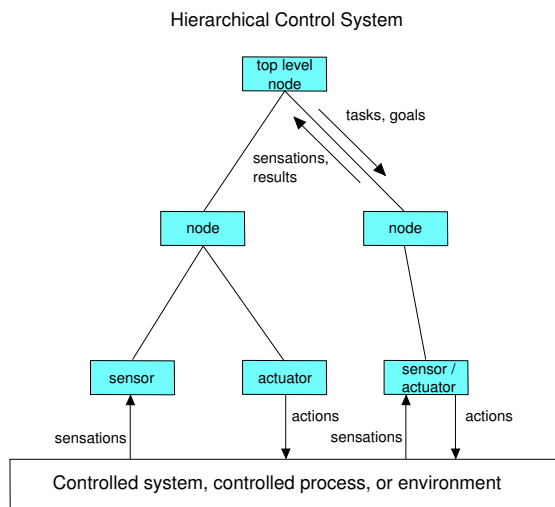 Hierarchical Control System
top level
node
tasks, goals
sensations,
results
node
node
sensor
actuator
sensor /
actuator
sensations
actions
sensations
actions
Controlled system, controlled process, or environment